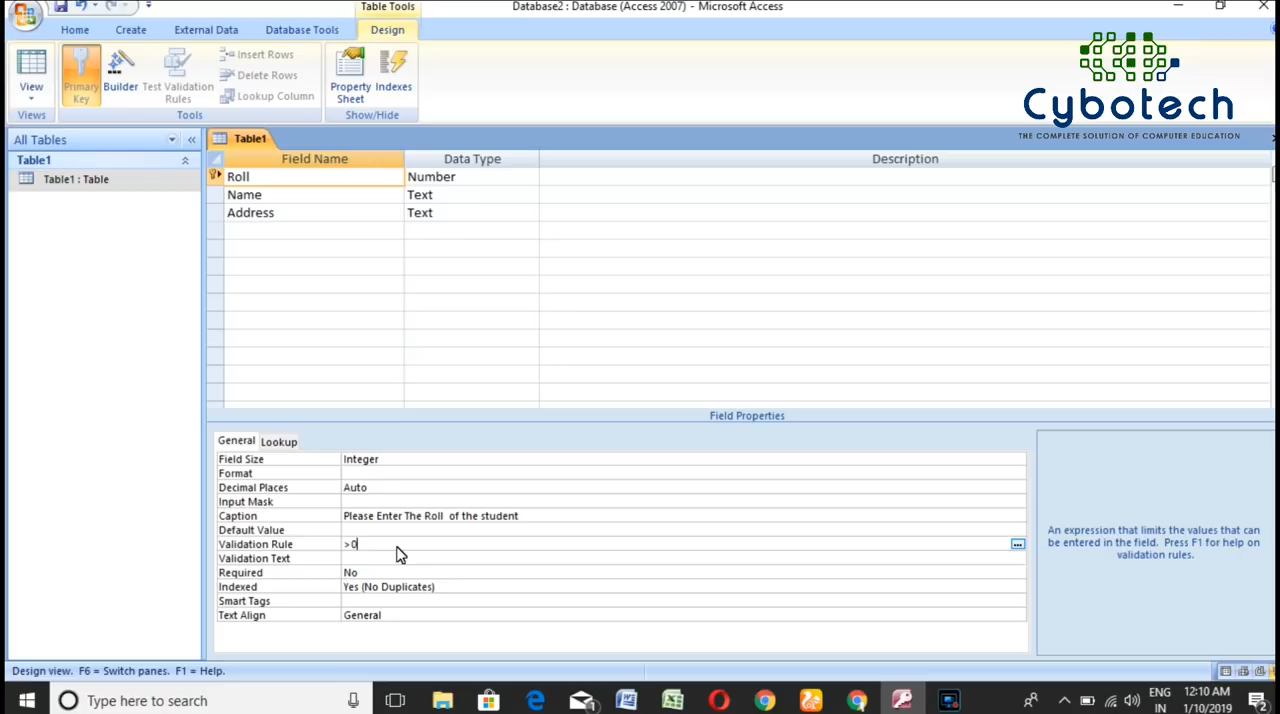 Table Tools
Database2 : Database (Access 2007) - Microsoft Access
Home
Create
External Data
Database Tools
Design
View
Views
Primary Key
Builder
Test Validation Rules
Insert Rows
Delete Rows
Lookup Column
Tools
Property Sheet
Indexes
Show/Hide
Cybotech
THE COMPLETE SOLUTION OF COMPUTER EDUCATION
All Tables
Table1
Table1 : Table
Table1
Field Name Data Type Description
Roll Number
Name Text
Address Text
Field Properties
General Lookup
Field Size Integer
Format
Decimal Places Auto
Input Mask
Caption Please Enter The Roll of the student
Default Value
Validation Rule >0
Validation Text
Required No
Indexed Yes (No Duplicates)
Smart Tags
Text Align General
An expression that limits the values that can
be entered in the field. Press F1 for help on
validation rules.
Design view. F6 = Switch panes. F1 = Help.
Type here to search
ENG
IN
12:10 AM
1/10/2019
2